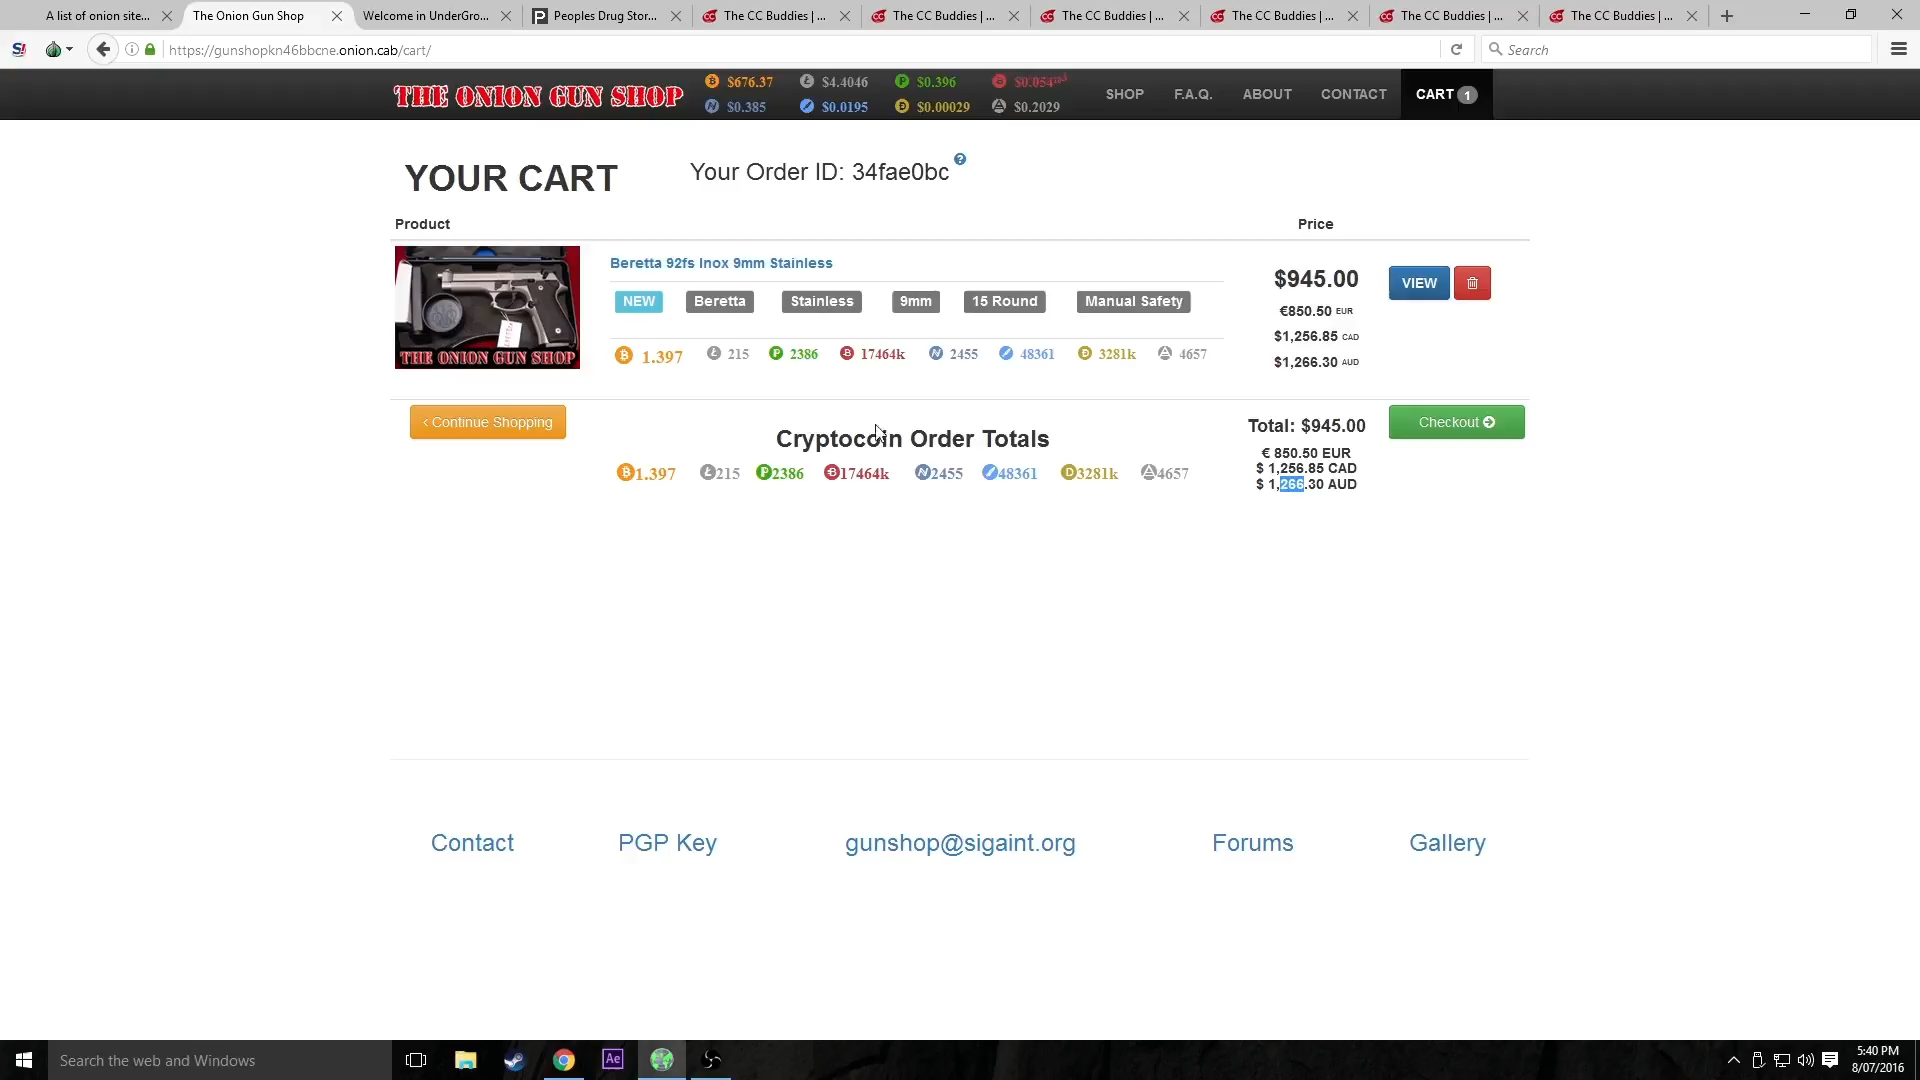 A list of onion site...
The Onion Gun Shop
Welcome in UnderGro...
Peoples Drug Stor...
The CC Buddies | ...
The CC Buddies | ...
The CC Buddies | ...
The CC Buddies | ...
The CC Buddies | ...
The CC Buddies | ...
https://gunshopkn46bbcne.onion.cab/cart/
Search
THE ONION GUN SHOP
$676.37 $4.4046 $0.396 $0.054
$0.385 $0.0195 $0.00029 $0.2029
SHOP F.A.Q. ABOUT CONTACT CART 1
YOUR CART
Your Order ID: 34fae0bc
Product Price
Beretta 92fs Inox 9mm Stainless
NEW Beretta Stainless 9mm 15 Round Manual Safety
1.397 215 2386 17464k 2455 48361 3281k 4657
THE ONION GUN SHOP
$945.00
€850.50 EUR
$1,256.85 CAD
$1,266.30 AUD
VIEW
< Continue Shopping
Cryptocoin Order Totals
1.397 215 2386 17464k 2455 48361 3281k 4657
Total: $945.00
€ 850.50 EUR
$ 1,256.85 CAD
$ 1,266.30 AUD
Checkout
Contact PGP Key gunshop@sigaint.org Forums Gallery
Search the web and Windows
Ae
5:40 PM
8/07/2016